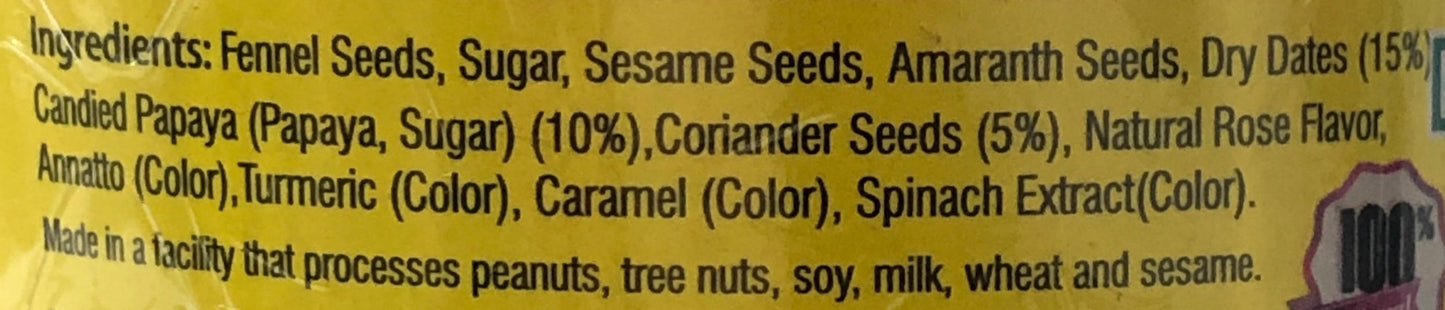 Ingredients: Fennel Seeds, Sugar, Sesame Seeds, Amaranth Seeds, Dry Dates (15%)
Candied Papaya (Papaya, Sugar) (10%),Coriander Seeds (5%), Natural Rose Flavor,
Annatto (Color),Turmeric (Color), Caramel (Color), Spinach Extract(Color).
Made in a facility that processes peanuts, tree nuts, soy, milk, wheat and sesame.
100%